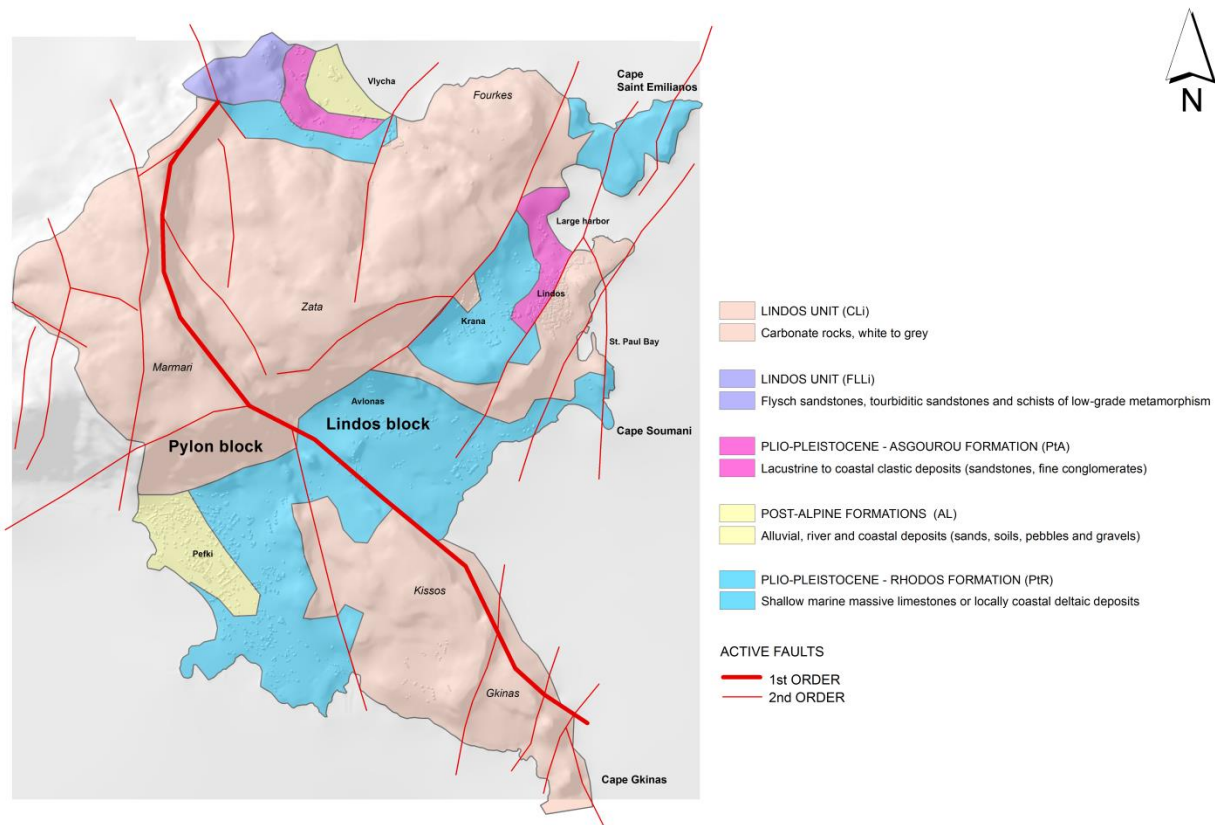 Cape
Saint Emilianos
N
Vlycha
Fourkes
Large harbor
Lindos
Zata
Krana
St. Paul Bay
Marmari
Avlonas
Lindos block
Pylon block
Cape Soumani
Pefki
Kissos
Gkinas
Cape Gkinas
LINDOS UNIT (CLi)
Carbonate rocks, white to grey
LINDOS UNIT (FLLi)
Flysch sandstones, tourbiditic sandstones and schists of low-grade metamorphism
PLIO-PLEISTOCENE - ASGOUROU FORMATION (PtA)
Lacustrine to coastal clastic deposits (sandstones, fine conglomerates)
POST-ALPINE FORMATIONS (AL)
Alluvial, river and coastal deposits (sands, soils, pebbles and gravels)
PLIO-PLEISTOCENE - RHODOS FORMATION (PtR)
Shallow marine massive limestones or locally coastal deltaic deposits
ACTIVE FAULTS
1st ORDER
2nd ORDER